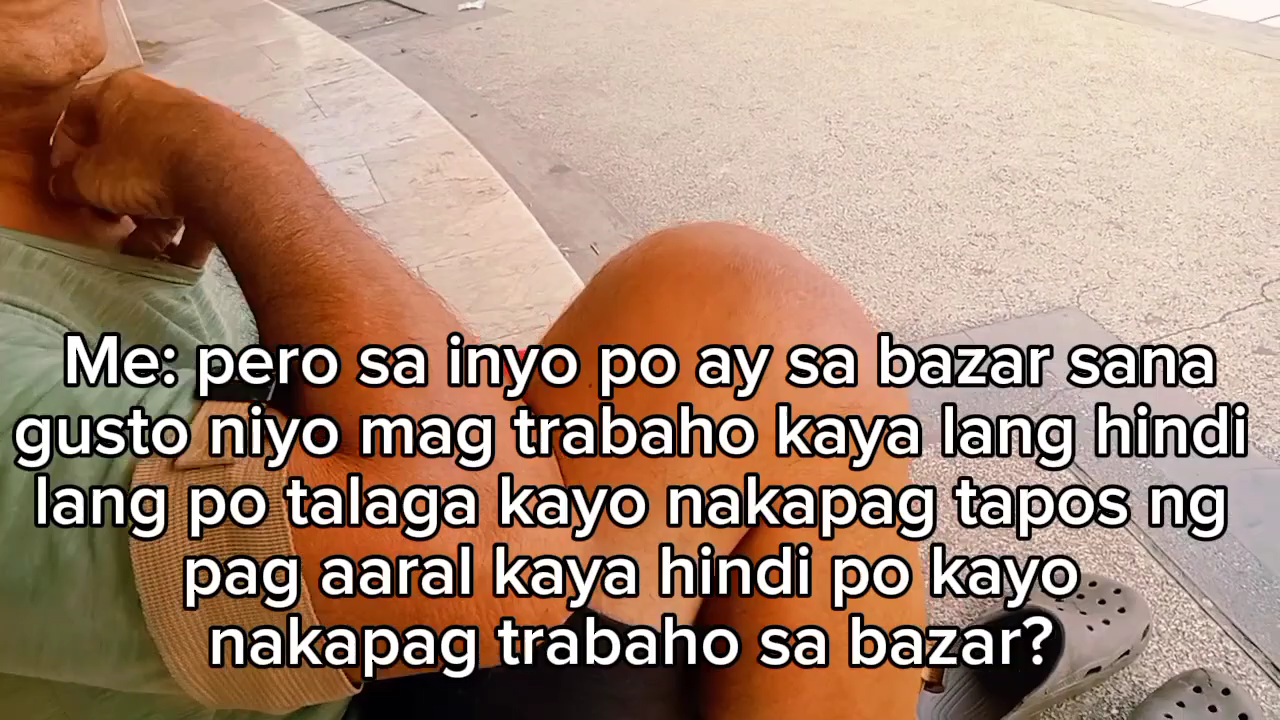 Me: pero sa inyo po ay sa bazar sana
gusto niyo mag trabaho kaya lang hindi
lang po talaga kayo nakapag tapos ng
pag aaral kaya hindi po kayo
nakapag trabaho sa bazar?